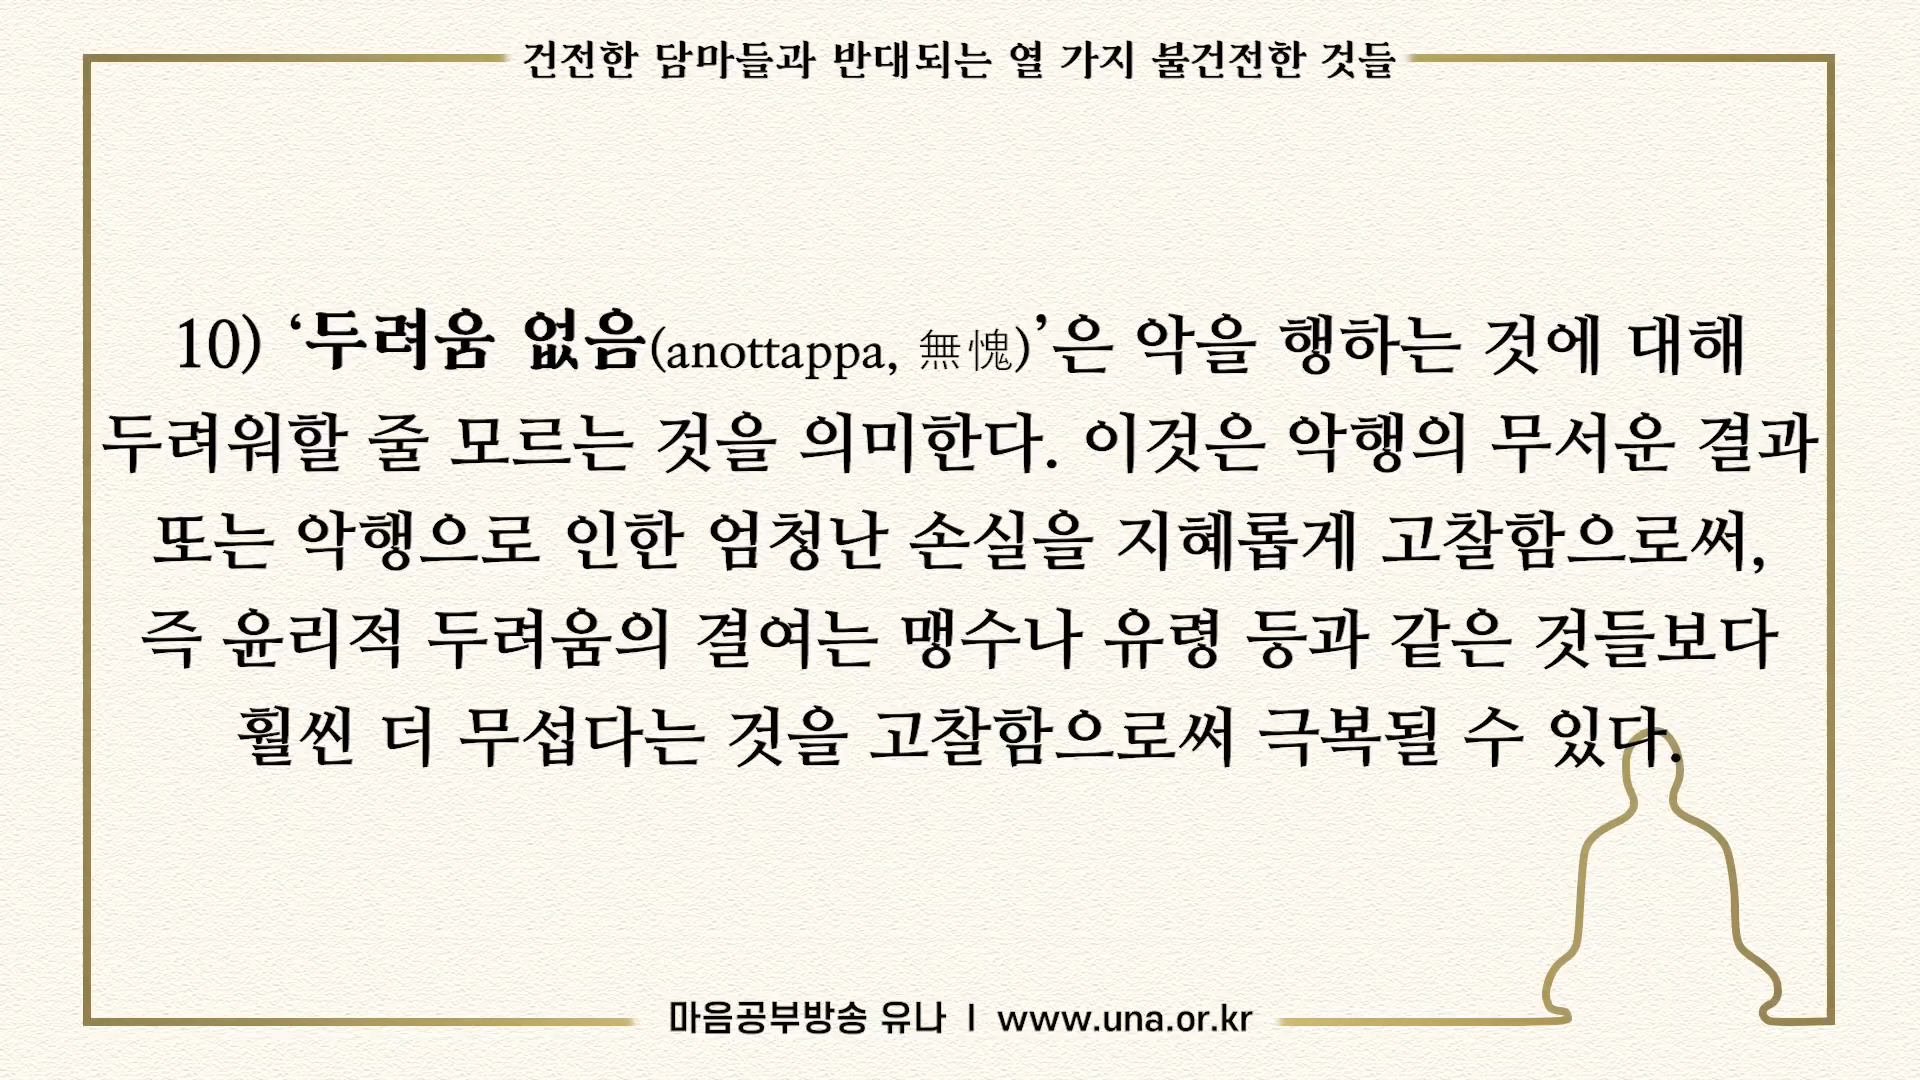 건전한 담마들과 반대되는 열 가지 불건전한 것들
10) ‘두려움 없음(anottappa, 無愧)’은 악을 행하는 것에 대해
두려워할 줄 모르는 것을 의미한다. 이것은 악행의 무서운 결과
또는 악행으로 인한 엄청난 손실을 지혜롭게 고찰함으로써,
즉 윤리적 두려움의 결여는 맹수나 유령 등과 같은 것들보다
훨씬 더 무섭다는 것을 고찰함으로써 극복될 수 있다.
마음공부방송 유나 ㅣ www.una.or.kr